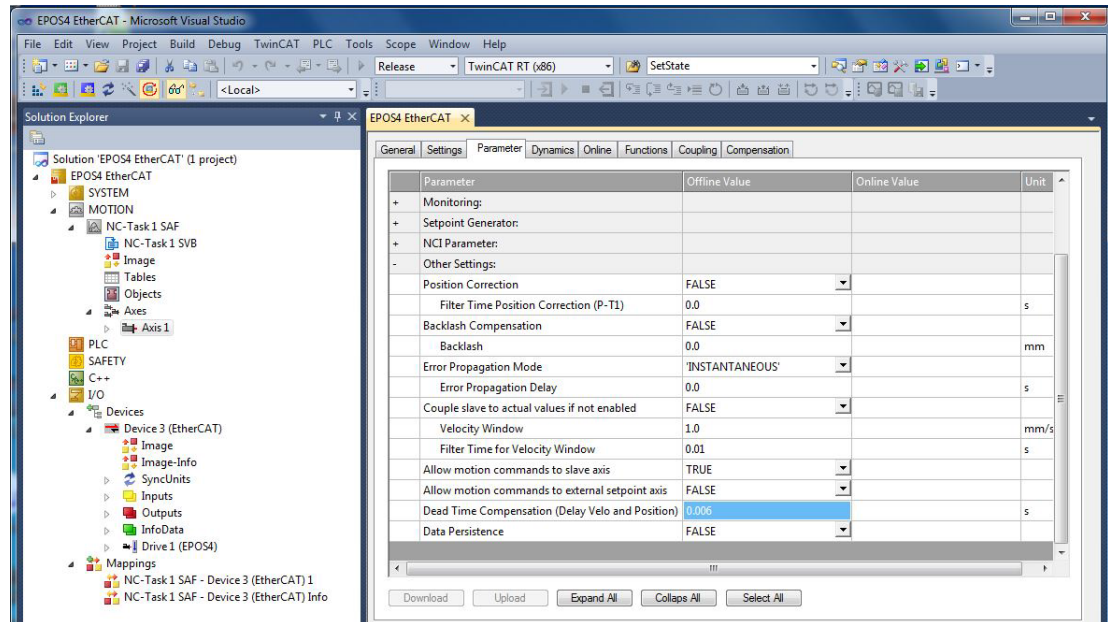 EPOS4 EtherCAT - Microsoft Visual Studio
File Edit View Project Build Debug TwinCAT PLC Tools Scope Window Help
Release TwinCAT RT (x86) SetState
<Local>
Solution Explorer
EPOS4 EtherCAT
Solution 'EPOS4 EtherCAT' (1 project)
EPOS4 EtherCAT
SYSTEM
MOTION
NC-Task 1 SAF
NC-Task 1 SVB
Image
Tables
Objects
Axes
Axis 1
PLC
SAFETY
C++
I/O
Devices
Device 3 (EtherCAT)
Image
Image-Info
SyncUnits
Inputs
Outputs
InfoData
Drive 1 (EPOS4)
Mappings
NC-Task 1 SAF - Device 3 (EtherCAT) 1
NC-Task 1 SAF - Device 3 (EtherCAT) Info
General Settings Parameter Dynamics Online Functions Coupling Compensation
Parameter Offline Value Online Value Unit
+ Monitoring:
+ Setpoint Generator:
+ NCI Parameter:
- Other Settings:
Position Correction FALSE
Filter Time Position Correction (P-T1) 0.0 s
Backlash Compensation FALSE
Backlash 0.0 mm
Error Propagation Mode 'INSTANTANEOUS'
Error Propagation Delay 0.0 s
Couple slave to actual values if not enabled FALSE
Velocity Window 1.0 mm/s
Filter Time for Velocity Window 0.01 s
Allow motion commands to slave axis TRUE
Allow motion commands to external setpoint axis FALSE
Dead Time Compensation (Delay Velo and Position) 0.006 s
Data Persistence FALSE
Download Upload Expand All Collaps All Select All